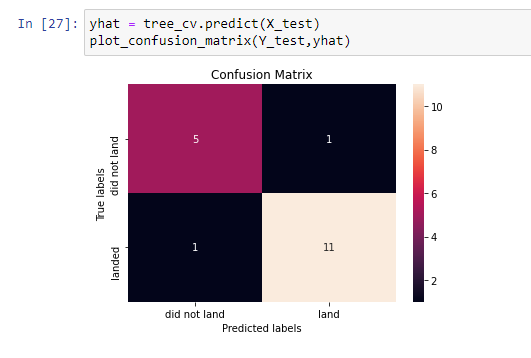 In [27]: yhat = tree_cv.predict(X_test)
plot_confusion_matrix(Y_test,yhat)
Confusion Matrix
True labels
did not land
landed
5
1
1
11
did not land
land
Predicted labels
10
8
6
4
2